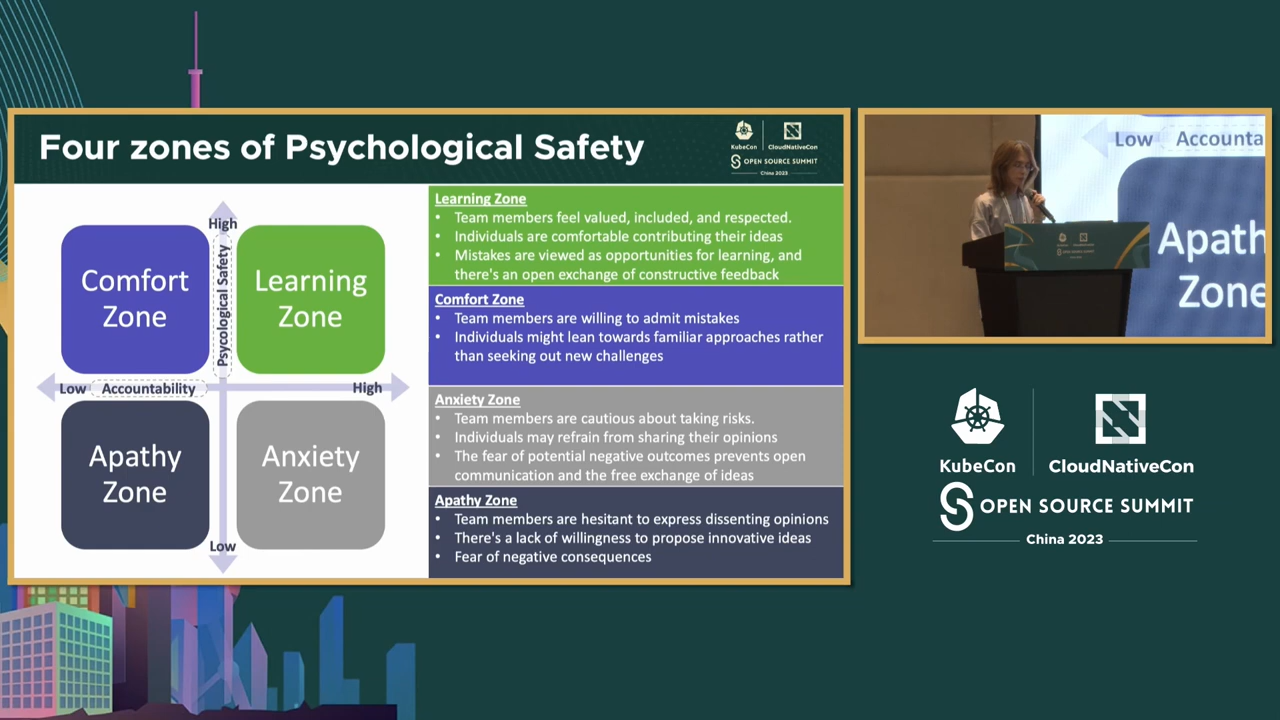 Four zones of Psychological Safety
KubeCon
CloudNativeCon
OPEN SOURCE SUMMIT
China 2023
High
Comfort
Zone
Psycological Safety
Learning
Zone
Low
Accountability
High
Apathy
Zone
Anxiety
Zone
Low
Learning Zone
• Team members feel valued, included, and respected.
• Individuals are comfortable contributing their ideas
• Mistakes are viewed as opportunities for learning, and
there's an open exchange of constructive feedback
Comfort Zone
• Team members are willing to admit mistakes
• Individuals might lean towards familiar approaches rather
than seeking out new challenges
Anxiety Zone
• Team members are cautious about taking risks.
• Individuals may refrain from sharing their opinions
• The fear of potential negative outcomes prevents open
communication and the free exchange of ideas
Apathy Zone
• Team members are hesitant to express dissenting opinions
• There's a lack of willingness to propose innovative ideas
• Fear of negative consequences
Low
Accounta
Apath
Zone
KubeCon
CloudNativeCon
OPEN SOURCE SUMMIT
China 2023